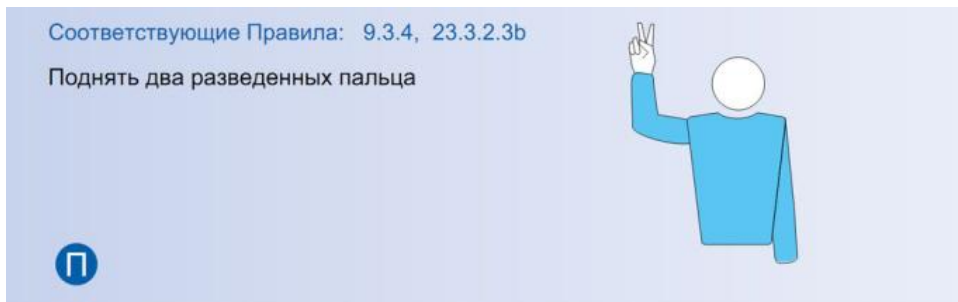 Соответствующие Правила: 9.3.4, 23.3.2.3b
Поднять два разведенных пальца
П